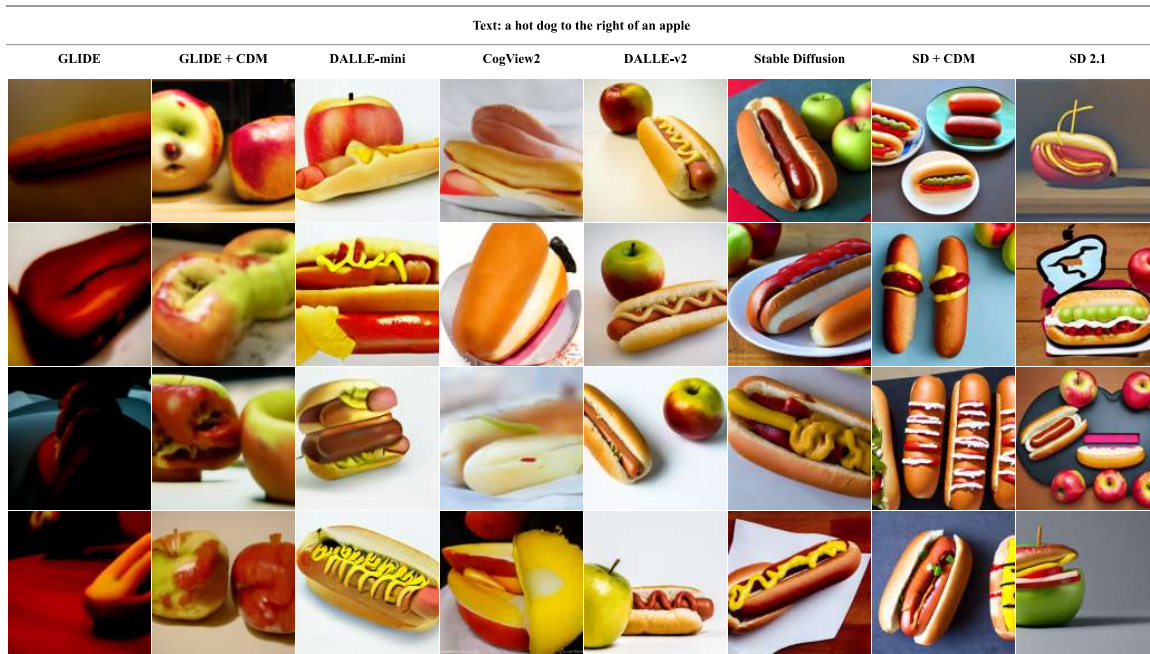 Text: a hot dog to the right of an apple
GLIDE GLIDE + CDM DALLE-mini CogView2 DALLE-v2 Stable Diffusion SD + CDM SD 2.1